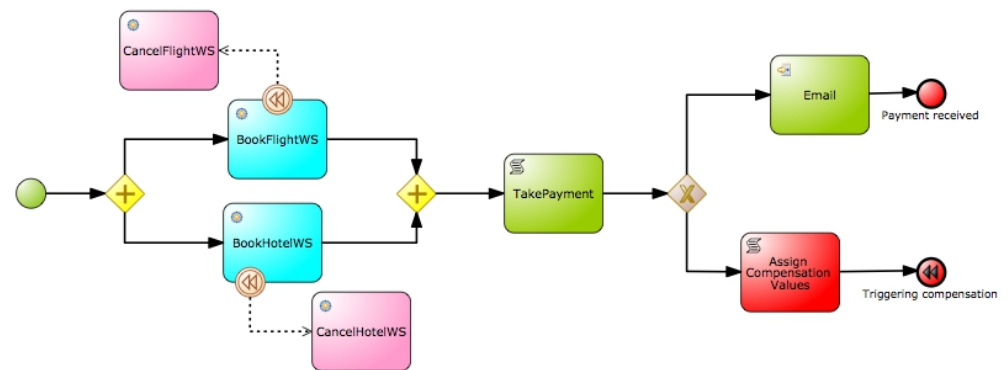 CancelFlightWS
BookFlightWS
BookHotelWS
CancelHotelWS
TakePayment
X
Email
Payment received
Assign
Compensation
Values
Triggering compensation